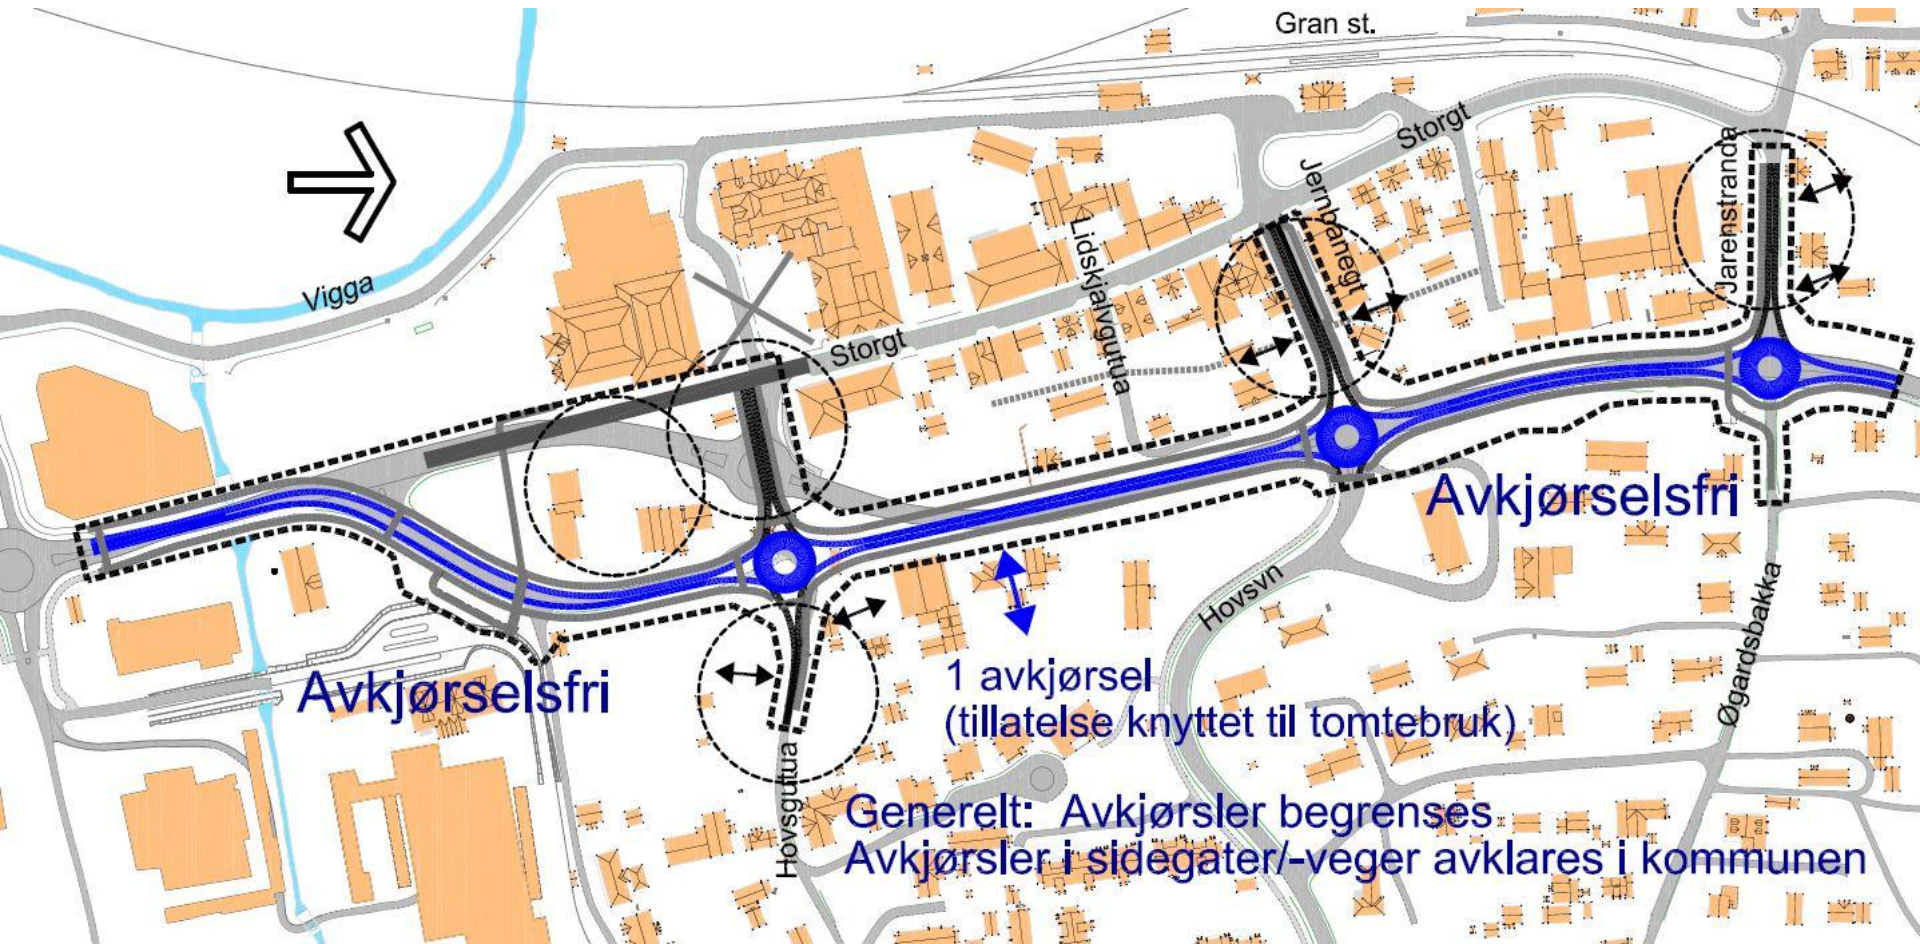 Gran st.
Storgt
Jarenstranda
Jernbanegt
Lidskjalvgutua
Vigga
Storgt
Avkjørselsfri
Hovsvn
Øgardsbakka
Avkjørselsfri
1 avkjørsel
(tillatelse knyttet til tomtebruk)
Hovsgutua
Generelt: Avkjørsler begrenses
Avkjørsler i sidegater/-veger avklares i kommunen